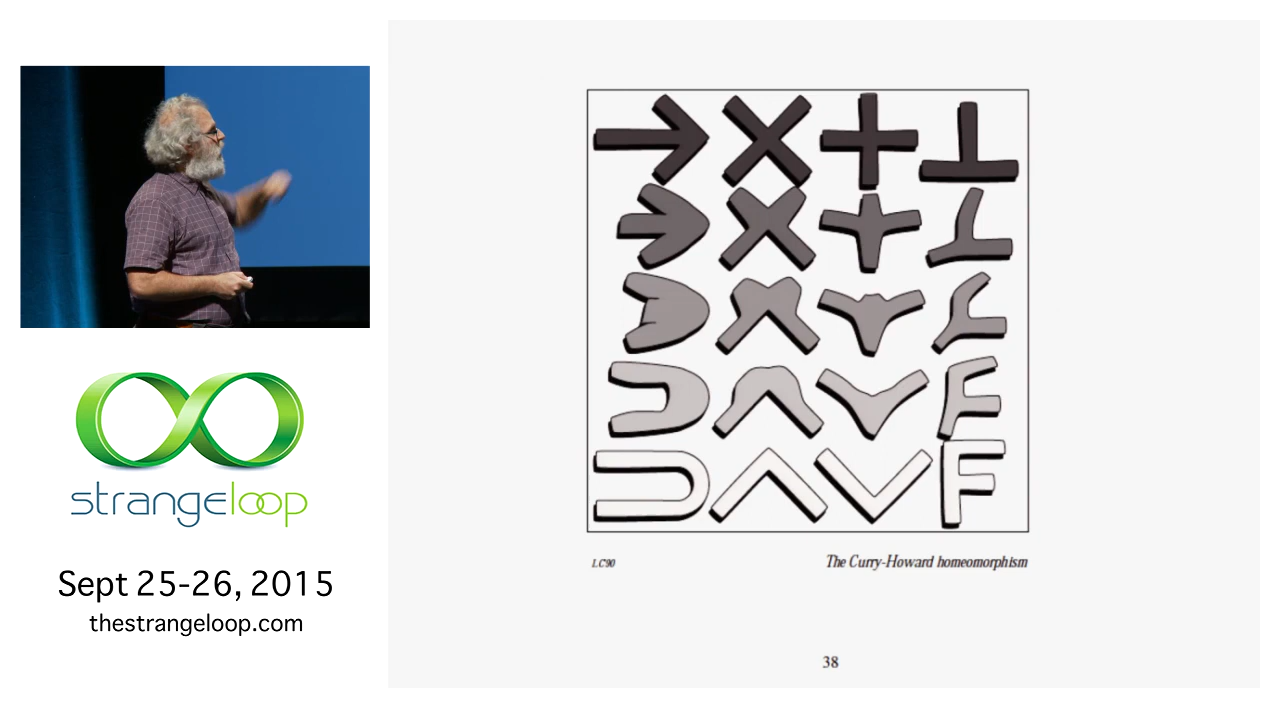 strangeloop
Sept 25-26, 2015
thestrangeloop.com
LC90
The Curry-Howard homeomorphism
38